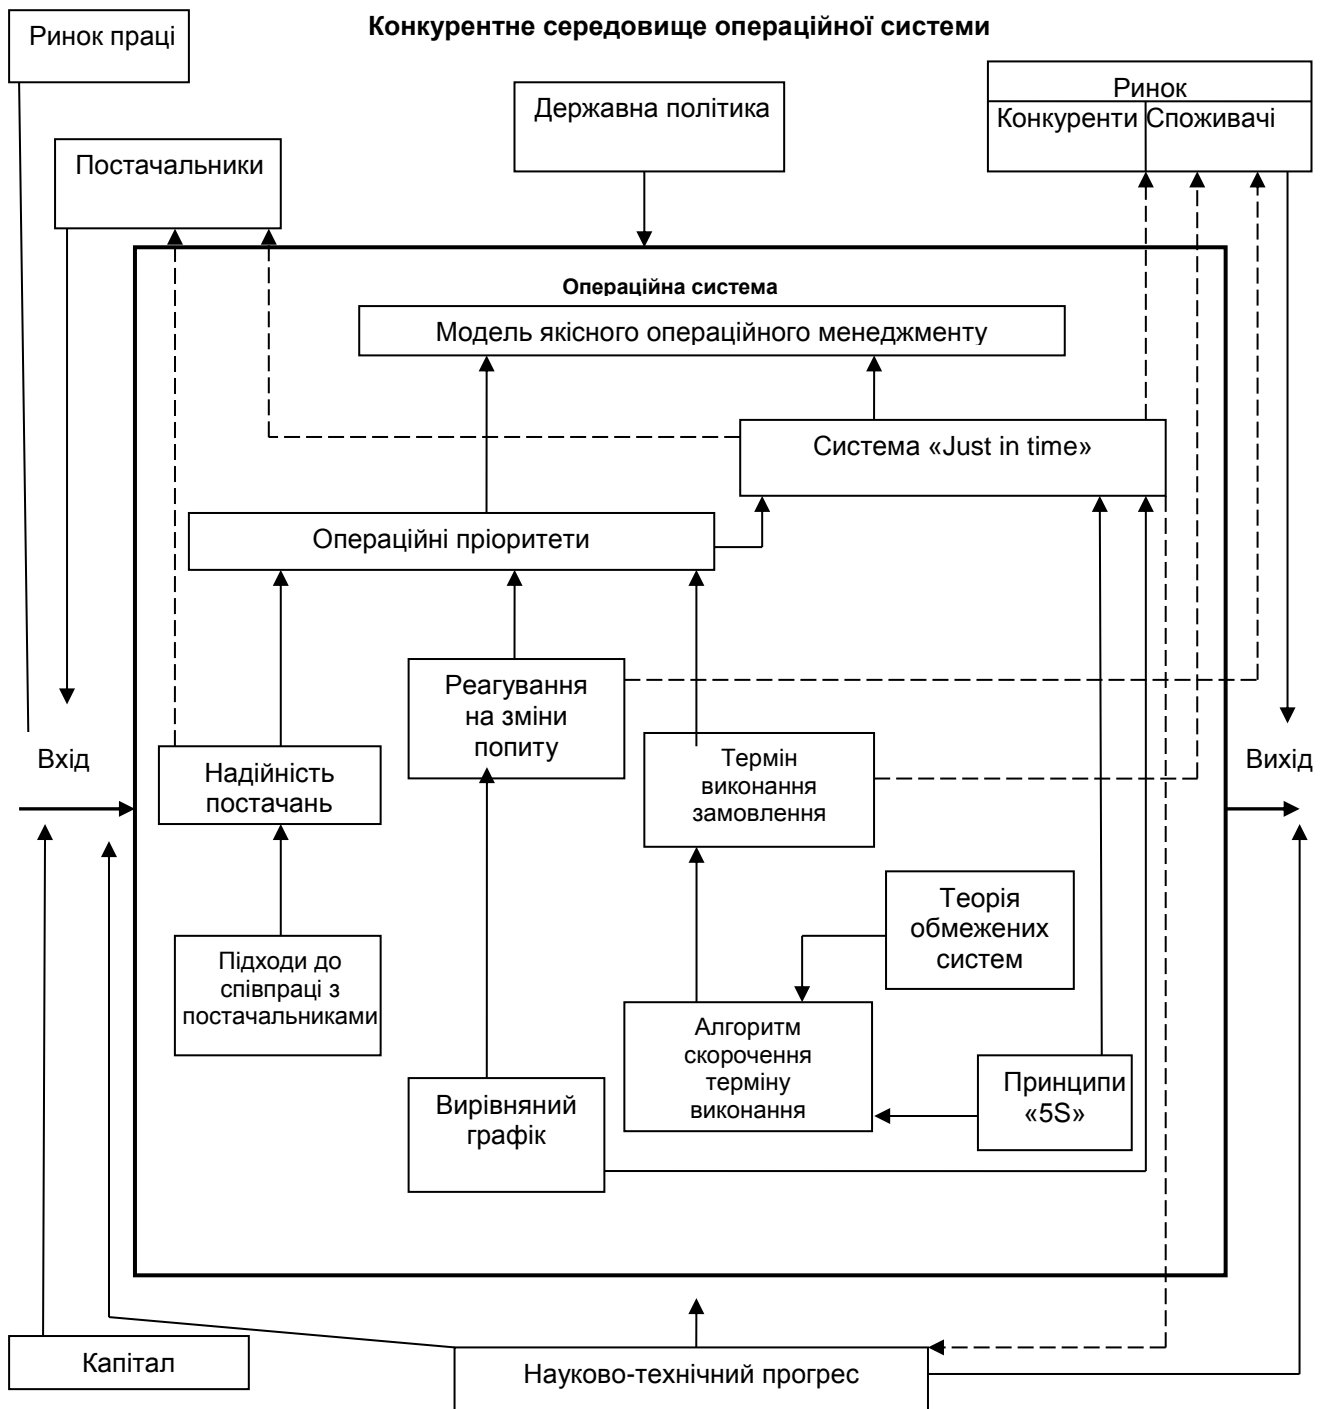 Конкурентне середовище операційної системи
Ринок праці
Державна політика
Ринок
Конкуренти
Споживачі
Постачальники
Операційна система
Модель якісного операційного менеджменту
Система «Just in time»
Операційні пріоритети
Реагування
на зміни
попиту
Вхід
Надійність
постачань
Термін
виконання
замовлення
Вихід
Теорія
обмежених
систем
Підходи до
співпраці з
постачальниками
Алгоритм
скорочення
терміну
виконання
Вирівняний
графік
Принципи
«5S»
Капітал
Науково-технічний прогрес